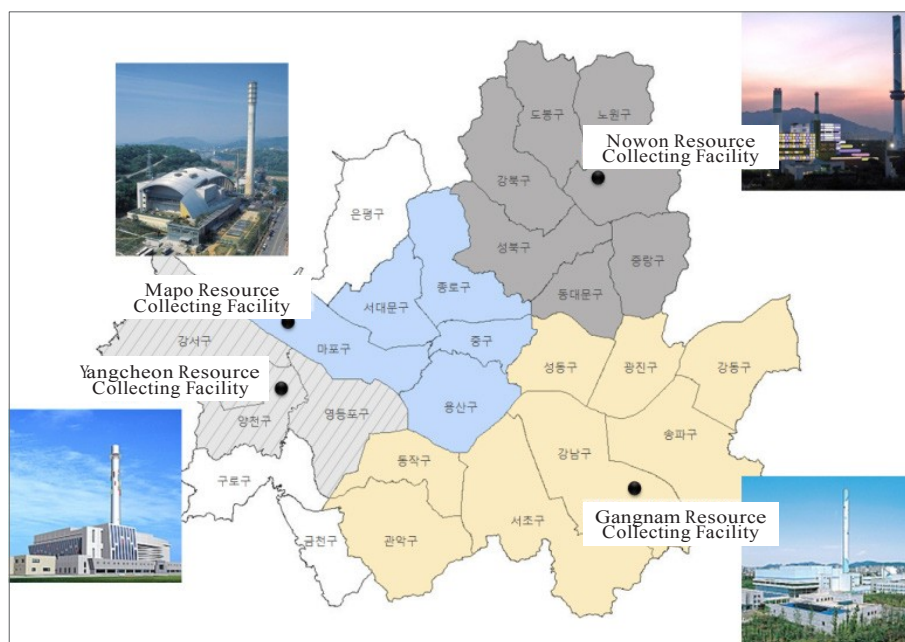 도봉구
노원구
Nowon Resource
Collecting Facility
강북구
은평구
성북구
중랑구
Mapo Resource
Collecting Facility
종로구
서대문구
동대문구
강서구
마포구
중구
성동구
광진구
강동구
Yangcheon Resource
Collecting Facility
양천구
영등포구
용산구
송파구
동작구
강남구
구로구
Gangnam Resource
Collecting Facility
서초구
금천구
관악구